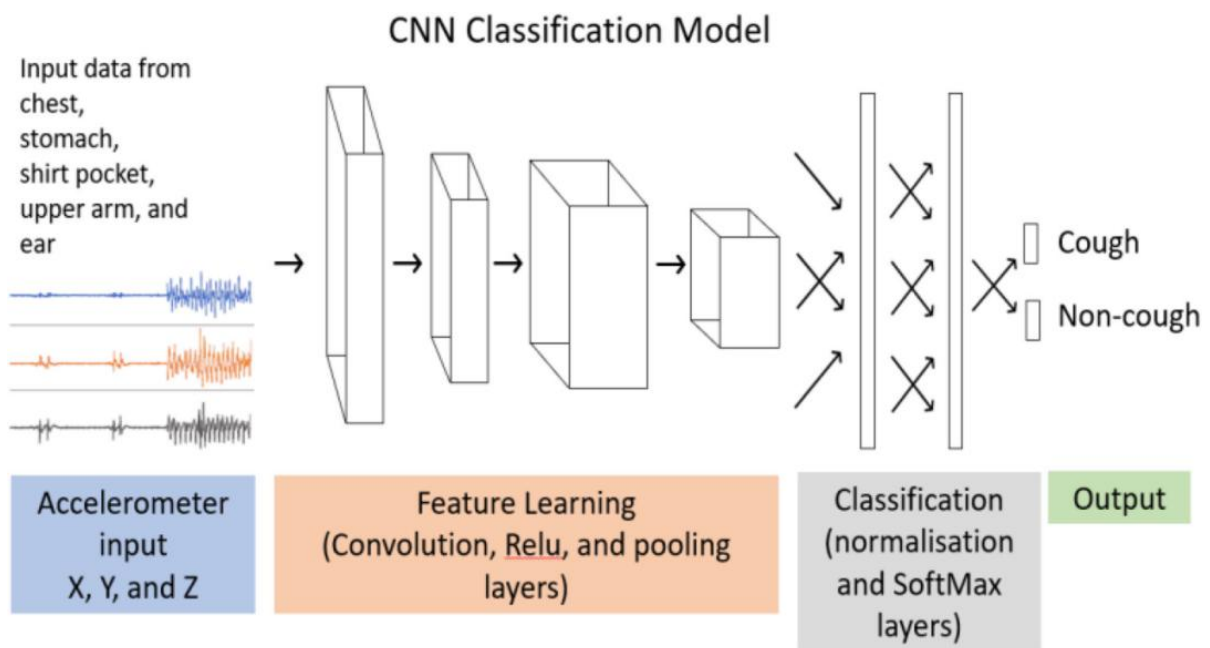 CNN Classification Model
Input data from
chest,
stomach,
shirt pocket,
upper arm, and
ear
Cough
Non-cough
Accelerometer
input
X, Y, and Z
Feature Learning
(Convolution, Relu, and pooling
layers)
Classification
(normalisation
and SoftMax
layers)
Output